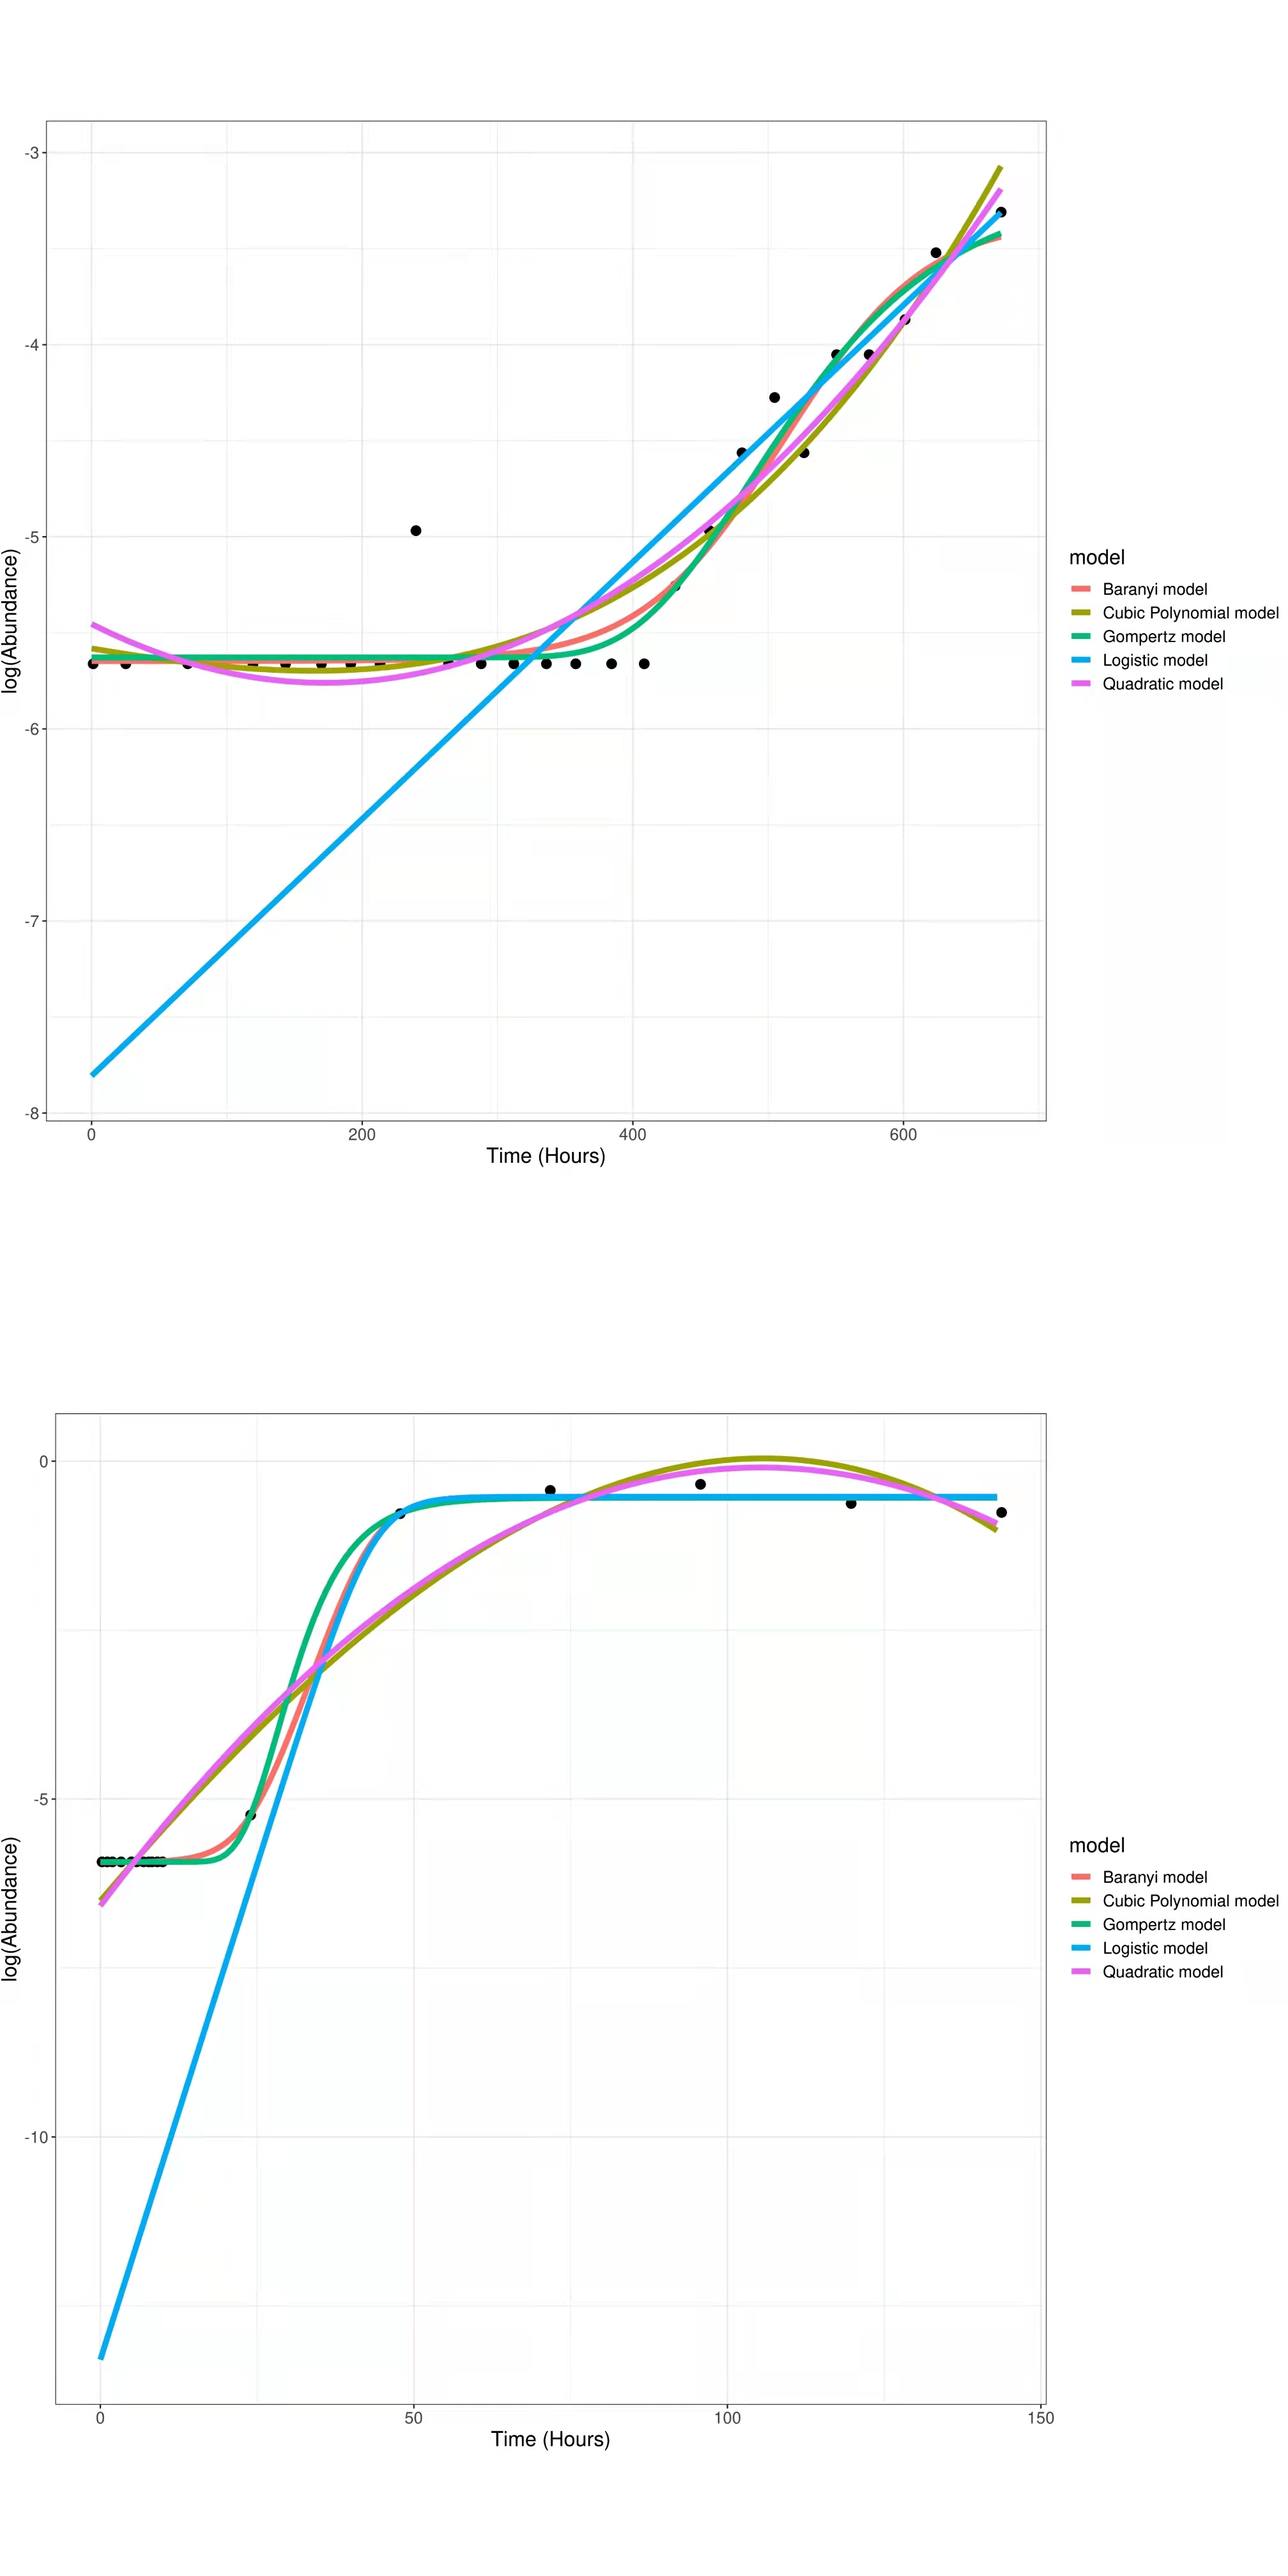 -3
-4
-5
-6
-7
-8
log(Abundance)
0
200
400
600
Time (Hours)
model
Baranyi model
Cubic Polynomial model
Gompertz model
Logistic model
Quadratic model
0
-5
-10
log(Abundance)
0
50
100
150
Time (Hours)
model
Baranyi model
Cubic Polynomial model
Gompertz model
Logistic model
Quadratic model